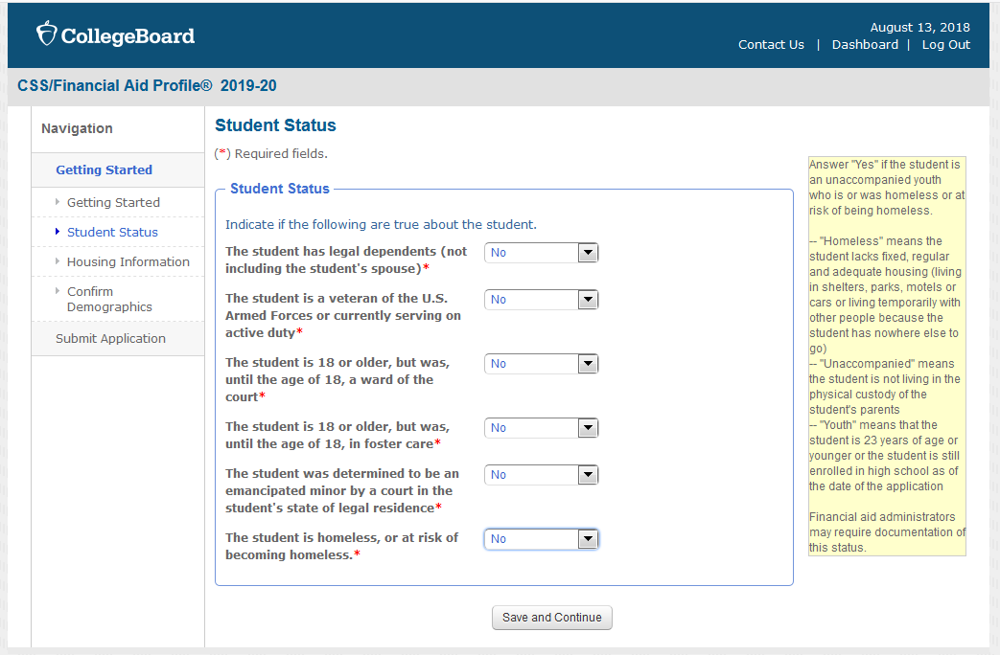 CollegeBoard
August 13, 2018
Contact Us | Dashboard | Log Out
CSS/Financial Aid Profile® 2019-20
Navigation
Getting Started
Getting Started
Student Status
Housing Information
Confirm
Demographics
Submit Application
Student Status
(*) Required fields.
Student Status
Indicate if the following are true about the student.
The student has legal dependents (not
including the student's spouse)*
No
The student is a veteran of the U.S.
Armed Forces or currently serving on
active duty*
No
The student is 18 or older, but was,
until the age of 18, a ward of the
court*
No
The student is 18 or older, but was,
until the age of 18, in foster care*
No
The student was determined to be an
emancipated minor by a court in the
student's state of legal residence*
No
The student is homeless, or at risk of
becoming homeless.*
No
Save and Continue
Answer "Yes" if the student is
an unaccompanied youth
who is or was homeless or at
risk of being homeless.
-- "Homeless" means the
student lacks fixed, regular
and adequate housing (living
in shelters, parks, motels or
cars or living temporarily with
other people because the
student has nowhere else to
go)
-- "Unaccompanied" means
the student is not living in the
physical custody of the
student's parents
-- "Youth" means that the
student is 23 years of age or
younger or the student is still
enrolled in high school as of
the date of the application
Financial aid administrators
may require documentation of
this status.